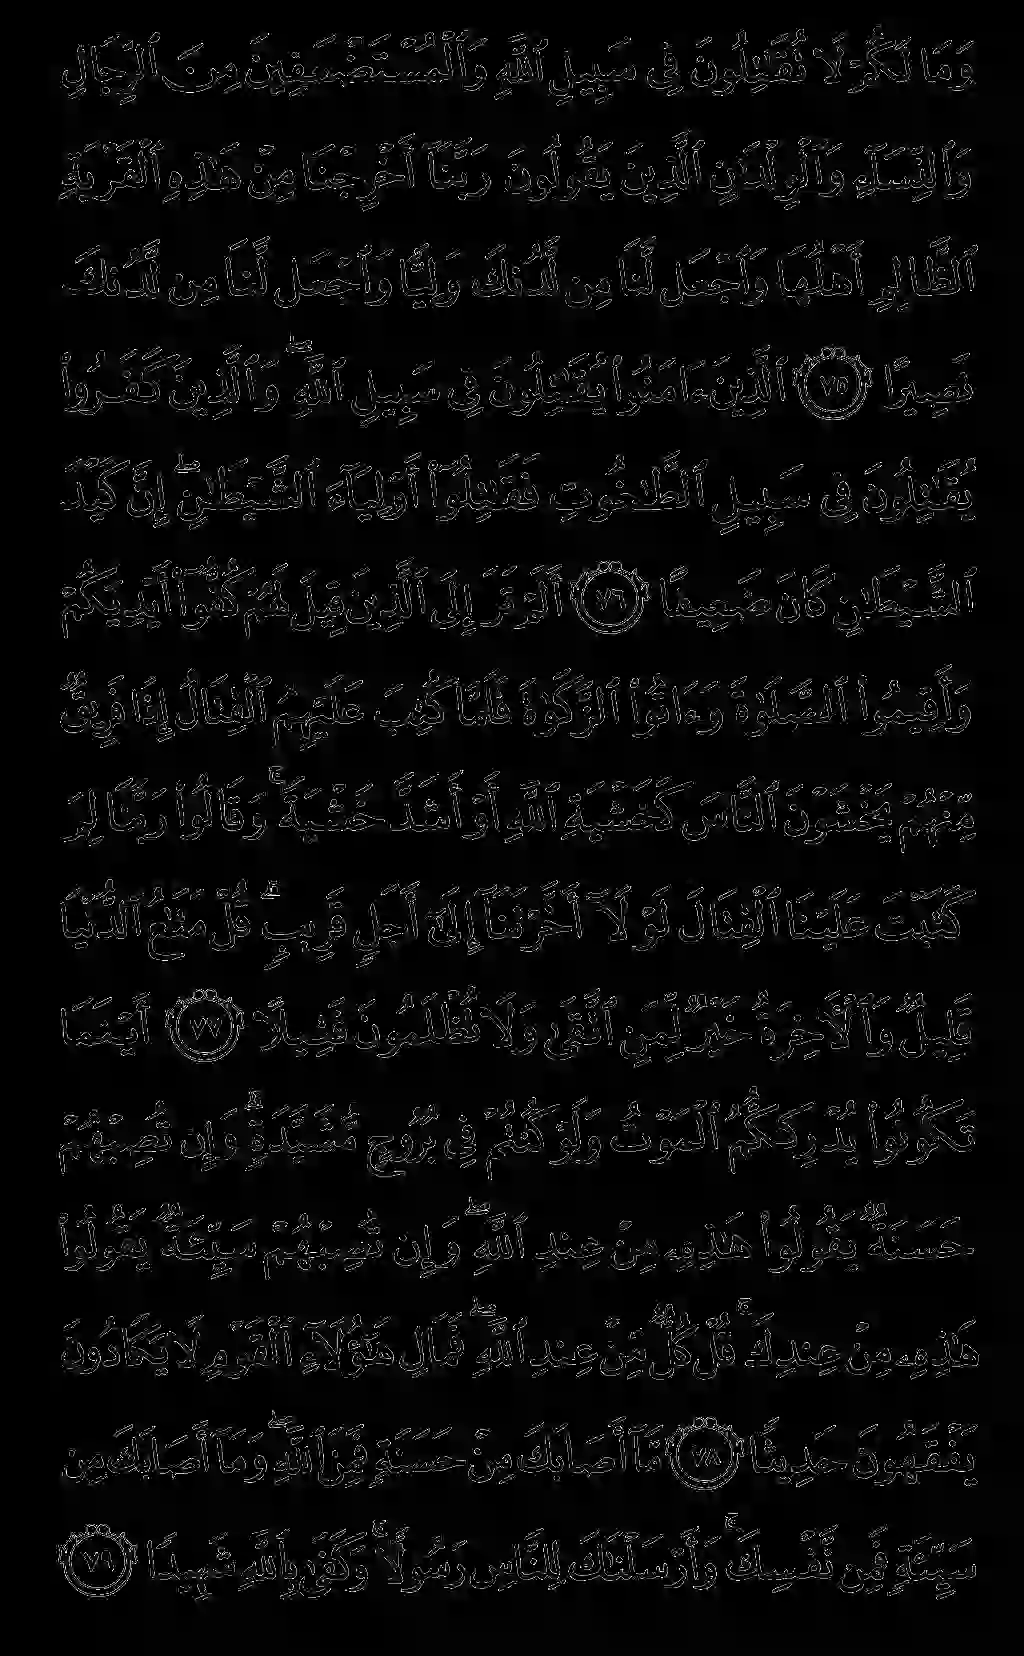 وَمَا لَكُمْ لَا تُقَٰتِلُونَ فِى سَبِيلِ ٱللَّهِ وَٱلْمُسْتَضْعَفِينَ مِنَ ٱلرِّجَالِ
وَٱلنِّسَآءِ وَٱلْوِلْدَٰنِ ٱلَّذِينَ يَقُولُونَ رَبَّنَآ أَخْرِجْنَا مِنْ هَٰذِهِ ٱلْقَرْيَةِ
ٱلظَّالِمِ أَهْلُهَا وَٱجْعَل لَّنَا مِن لَّدُنكَ وَلِيًّا وَٱجْعَل لَّنَا مِن لَّدُنكَ
نَصِيرًا ٧٥ ٱلَّذِينَ ءَامَنُوا۟ يُقَٰتِلُونَ فِى سَبِيلِ ٱللَّهِ ۖ وَٱلَّذِينَ كَفَرُوا۟
يُقَٰتِلُونَ فِى سَبِيلِ ٱلطَّٰغُوتِ فَقَٰتِلُوٓا۟ أَوْلِيَآءَ ٱلشَّيْطَٰنِ ۖ إِنَّ كَيْدَ
ٱلشَّيْطَٰنِ كَانَ ضَعِيفًا ٧٦ أَلَمْ تَرَ إِلَى ٱلَّذِينَ قِيلَ لَهُمْ كُفُّوٓا۟ أَيْدِيَكُمْ
وَأَقِيمُوا۟ ٱلصَّلَوٰةَ وَءَاتُوا۟ ٱلزَّكَوٰةَ فَلَمَّا كُتِبَ عَلَيْهِمُ ٱلْقِتَالُ إِذَا فَرِيقٌ
مِّنْهُمْ يَخْشَوْنَ ٱلنَّاسَ كَخَشْيَةِ ٱللَّهِ أَوْ أَشَدَّ خَشْيَةً ۚ وَقَالُوا۟ رَبَّنَا لِمَ
كَتَبْتَ عَلَيْنَا ٱلْقِتَالَ لَوْلَآ أَخَّرْتَنَآ إِلَىٰٓ أَجَلٍ قَرِيبٍ ۗ قُلْ مَتَٰعُ ٱلدُّنْيَا
قَلِيلٌ وَٱلْءَاخِرَةُ خَيْرٌ لِّمَنِ ٱتَّقَىٰ وَلَا تُظْلَمُونَ فَتِيلًا ٧٧ أَيْنَمَا
تَكُونُوا۟ يُدْرِككُّمُ ٱلْمَوْتُ وَلَوْ كُنتُمْ فِى بُرُوجٍ مُّشَيَّدَةٍ ۗ وَإِن تُصِبْهُمْ
حَسَنَةٌ يَقُولُوا۟ هَٰذِهِۦ مِنْ عِندِ ٱللَّهِ ۖ وَإِن تُصِبْهُمْ سَيِّئَةٌ يَقُولُوا۟
هَٰذِهِۦ مِنْ عِندِكَ ۚ قُلْ كُلٌّ مِّنْ عِندِ ٱللَّهِ ۖ فَمَالِ هَٰٓؤُلَآءِ ٱلْقَوْمِ لَا يَكَادُونَ
يَفْقَهُونَ حَدِيثًا ٧٨ مَّآ أَصَابَكَ مِنْ حَسَنَةٍ فَمِنَ ٱللَّهِ ۖ وَمَآ أَصَابَكَ مِن
سَيِّئَةٍ فَمِن نَّفْسِكَ ۚ وَأَرْسَلْنَٰكَ لِلنَّاسِ رَسُولًا ۚ وَكَفَىٰ بِٱللَّهِ شَهِيدًا ٧٩